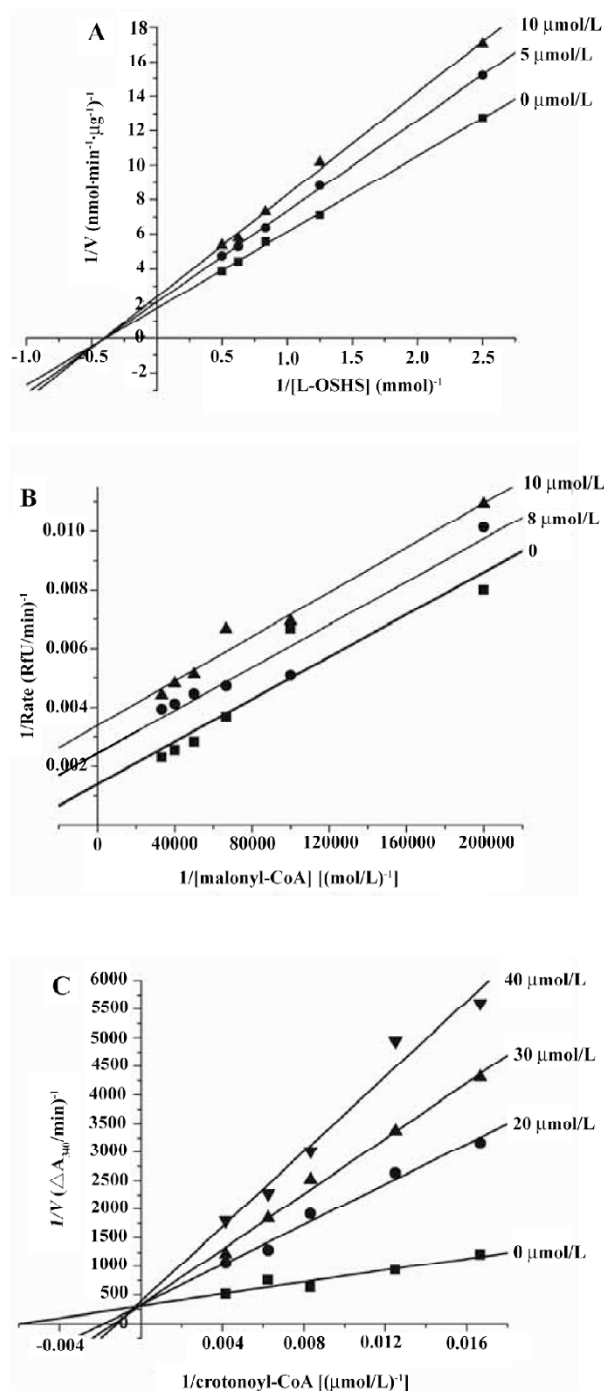 A
10 μmol/L
5 μmol/L
0 μmol/L
1/V (nmol·min⁻¹·μg⁻¹)⁻¹
18
16
14
12
10
8
6
4
2
0
-2
-1.0
-0.5
0.5
1.0
1.5
2.0
2.5
1/[L-OSHS] (mmol)⁻¹
B
10 μmol/L
8 μmol/L
0
1/Rate (RfU/min)⁻¹
0.010
0.008
0.006
0.004
0.002
0
40000
80000
120000
160000
200000
1/[malonyl-CoA] [(mol/L)⁻¹]
C
40 μmol/L
30 μmol/L
20 μmol/L
0 μmol/L
1/V (△A₃₄₀/min)⁻¹
6000
5500
5000
4500
4000
3500
3000
2500
2000
1500
1000
500
0
-0.004
0.004
0.008
0.012
0.016
1/crotonoyl-CoA [(μmol/L)⁻¹]